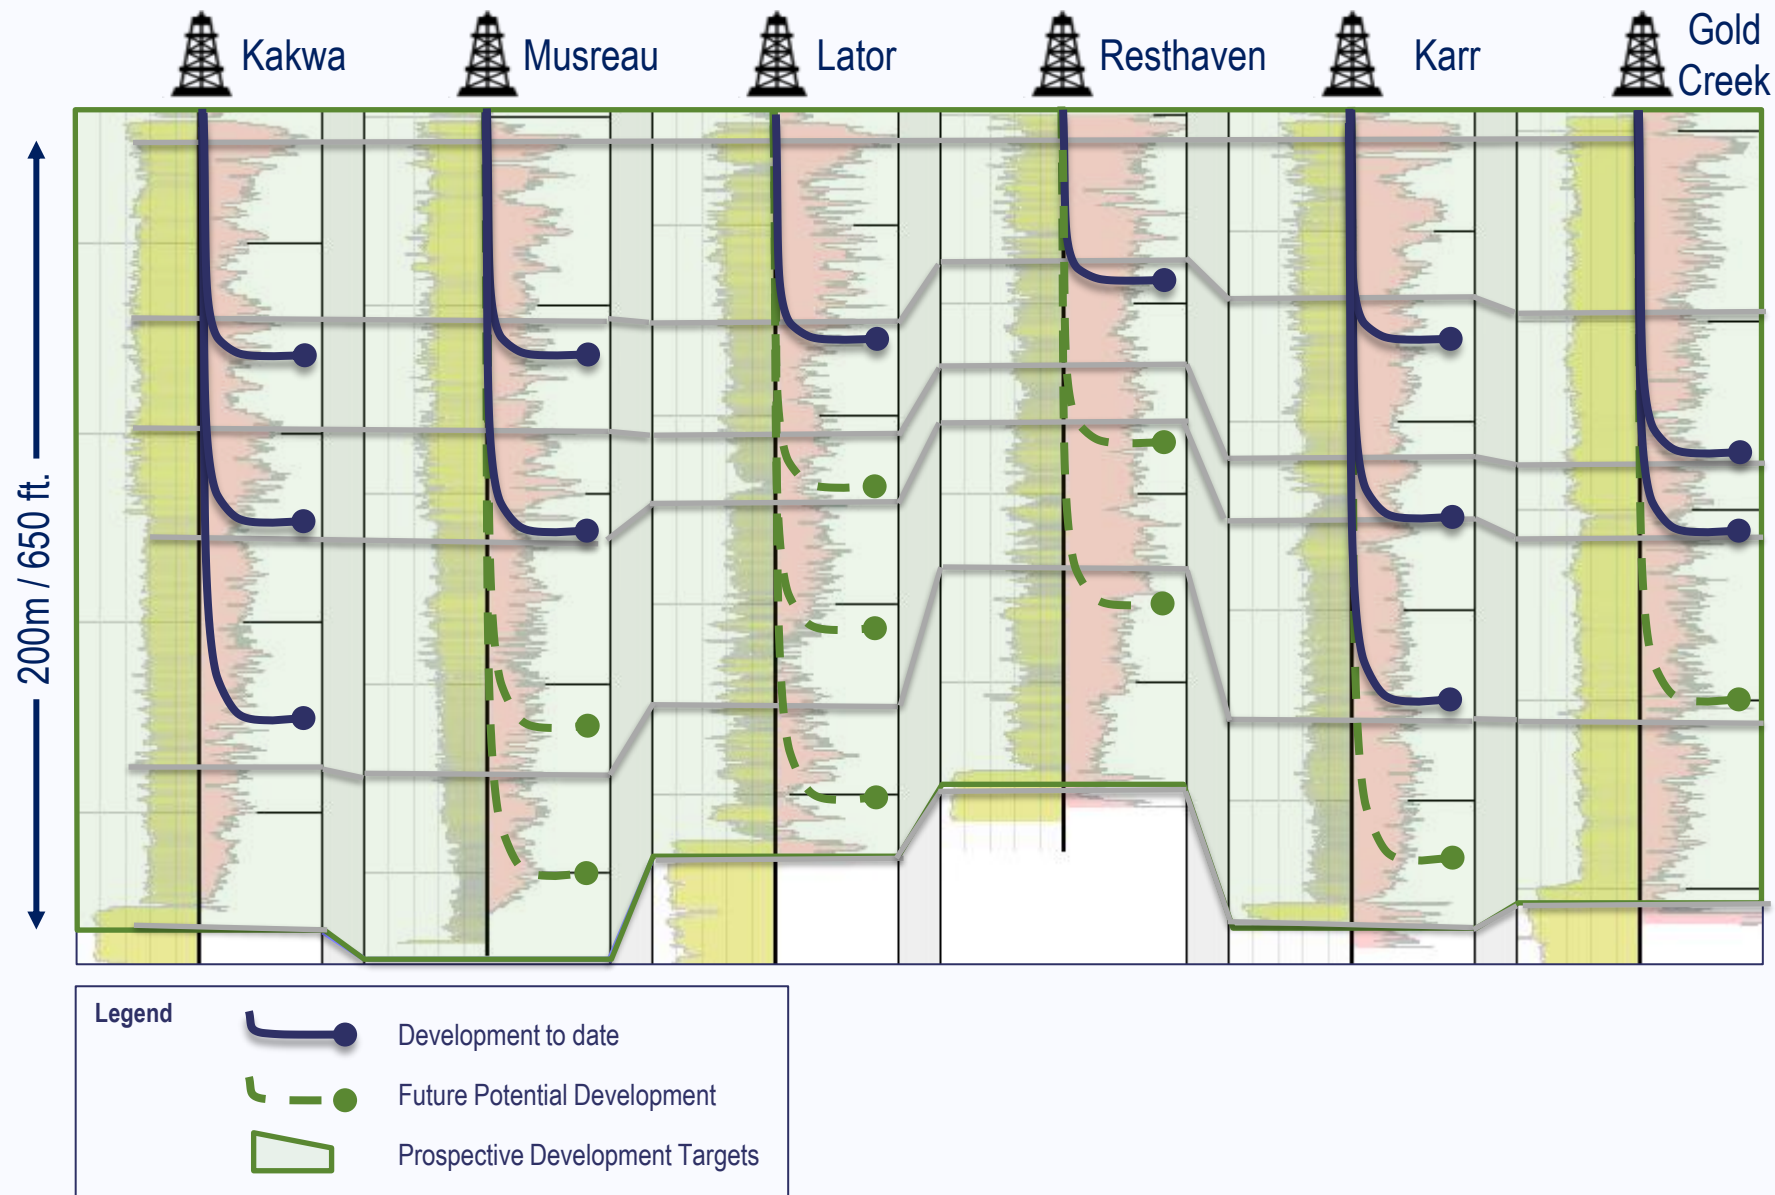 Kakwa
Musreau
Lator
Resthaven
Karr
Gold
Creek
200m / 650 ft.
Legend
Development to date
Future Potential Development
Prospective Development Targets